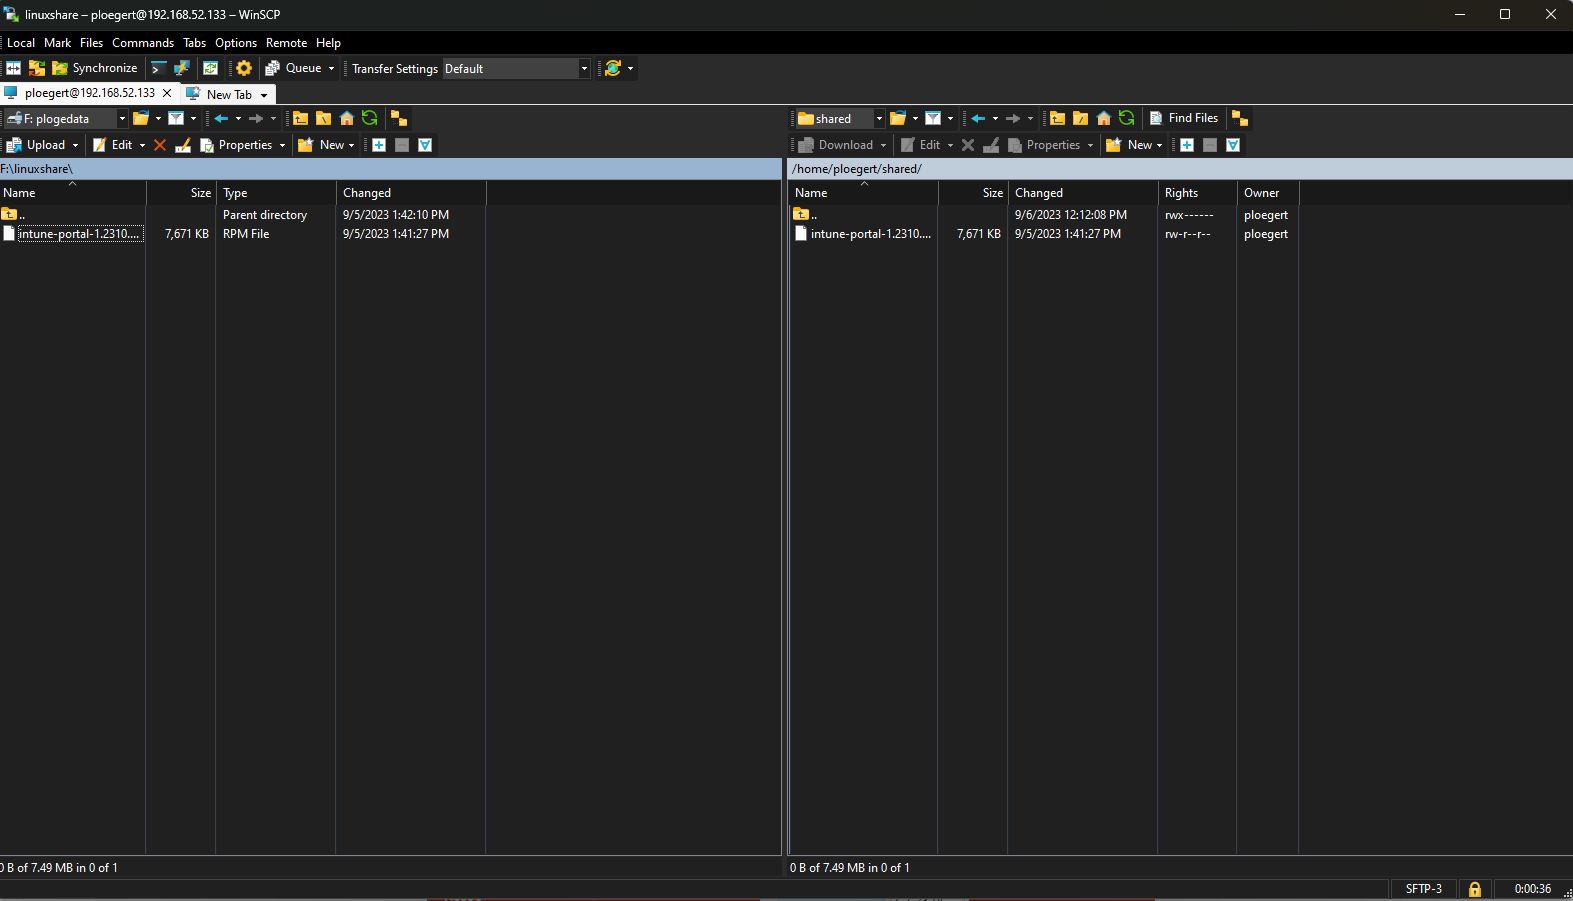 linuxshare – ploegert@192.168.52.133 – WinSCP
Local Mark Files Commands Tabs Options Remote Help
Synchronize Queue Transfer Settings Default
ploegert@192.168.52.133 New Tab
F: plogedata
Upload Edit Properties New
F:\linuxshare\
Name Size Type Changed
.. Parent directory 9/5/2023 1:42:10 PM
intune-portal-1.2310.... 7,671 KB RPM File 9/5/2023 1:41:27 PM
0 B of 7.49 MB in 0 of 1
shared Find Files
Download Edit Properties New
/home/ploegert/shared/
Name Size Changed Rights Owner
.. 9/6/2023 12:12:08 PM rwx------ ploegert
intune-portal-1.2310.... 7,671 KB 9/5/2023 1:41:27 PM rw-r--r-- ploegert
0 B of 7.49 MB in 0 of 1
SFTP-3 0:00:36